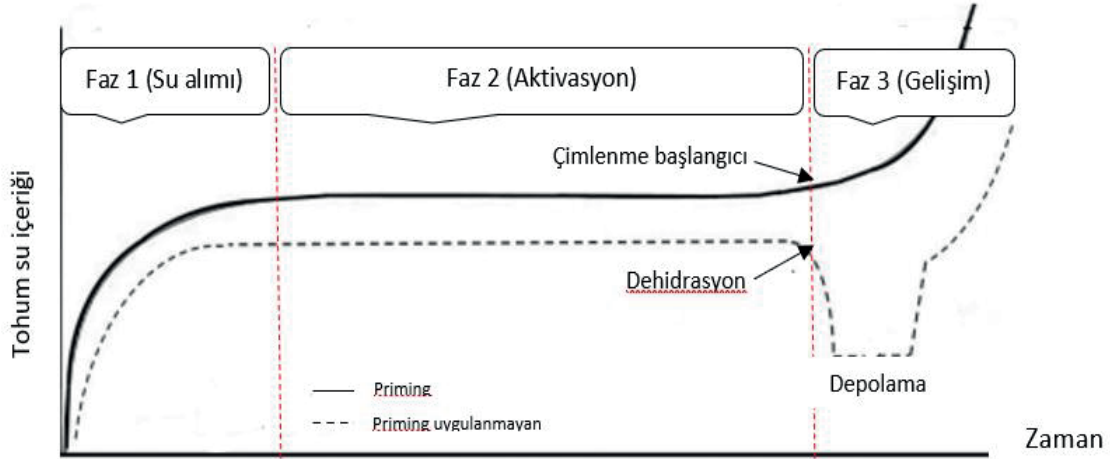 Faz 1 (Su alımı)
Faz 2 (Aktivasyon)
Faz 3 (Gelişim)
Çimlenme başlangıcı
Tohum su içeriği
Dehidrasyon
Depolama
Priming
Priming uygulanmayan
Zaman